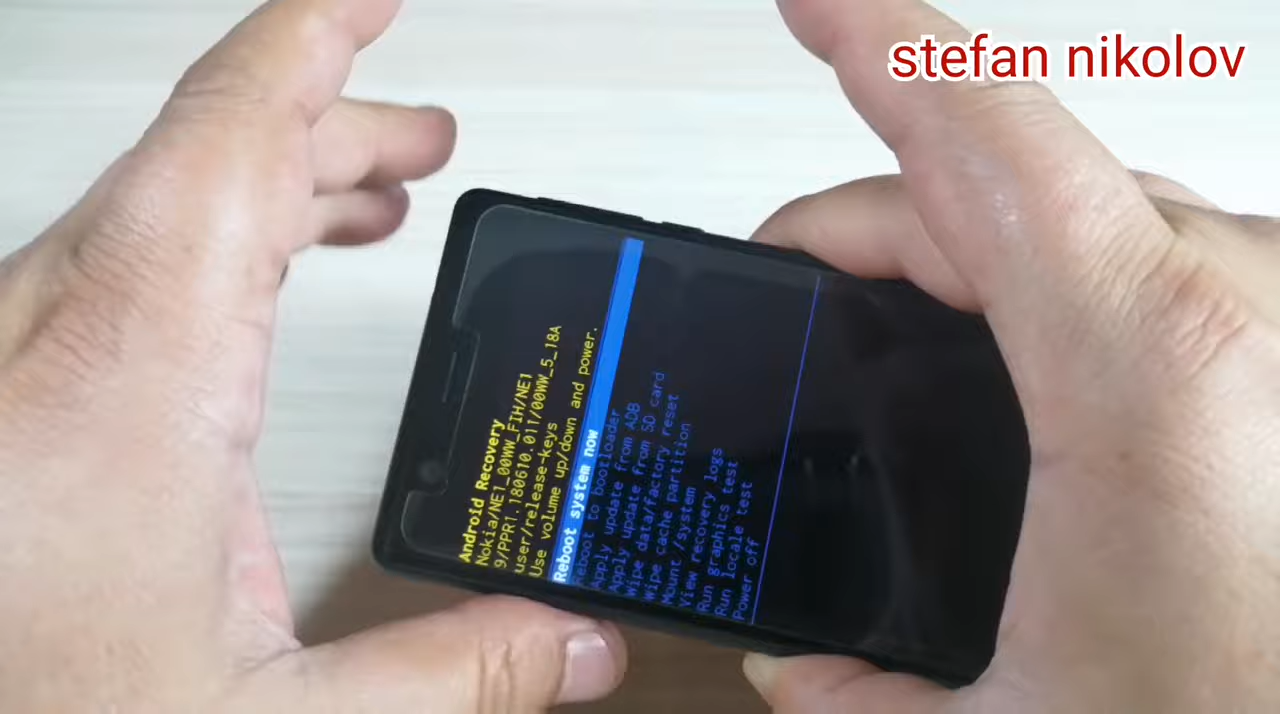 stefan nikolov
Android Recovery
Nokia/NE1_00WW_FIH/NE1
9/PPR1.180610.011/00WW_5_18A
user/release-keys
Use volume up/down and power.
Reboot system now
Reboot to bootloader
Apply update from ADB
Apply update from SD card
Wipe data/factory reset
Wipe cache partition
Mount /system
View recovery logs
Run graphics test
Run locale test
Power off